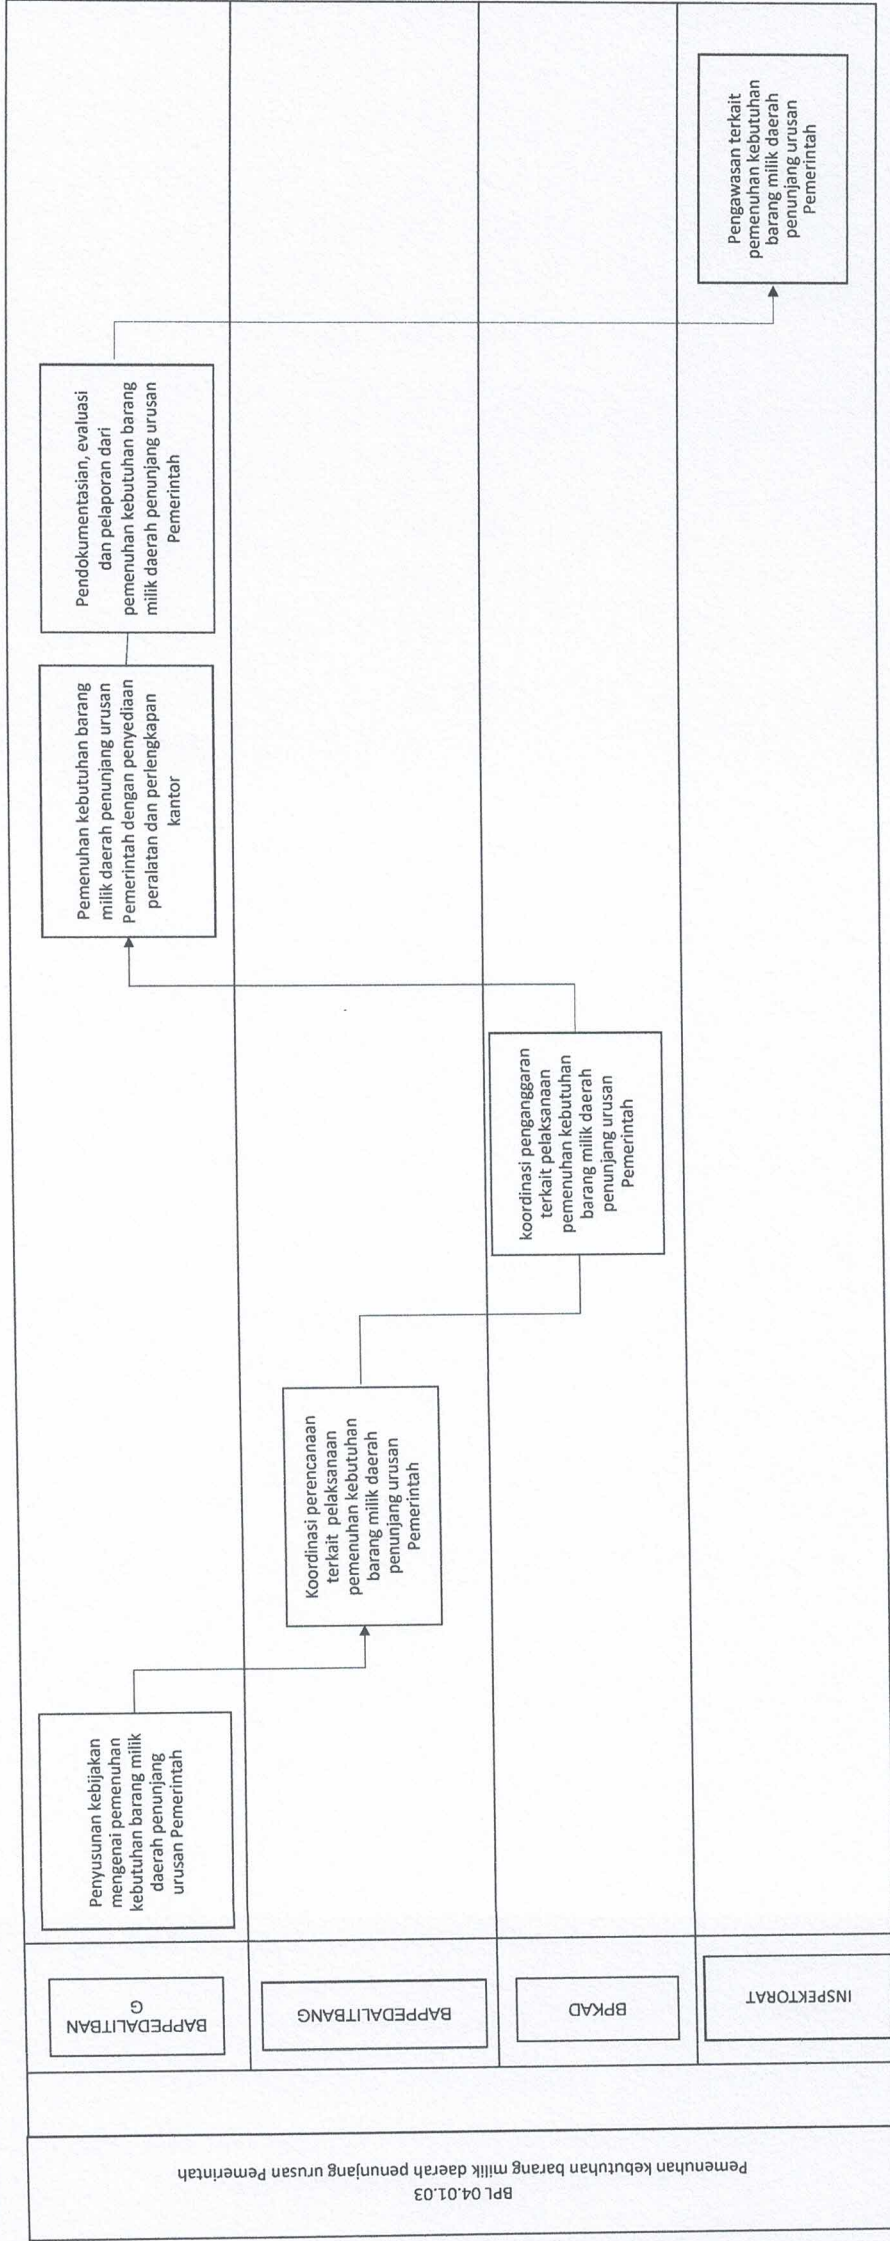 BPL 04.01.03
Pemenuhan kebutuhan barang milik daerah penunjang urusan Pemerintah
BAPPEDALITBAN
G
BAPPEDALITBANG
BPKAD
INSPEKTORAT
Penyusunan kebijakan
mengenai pemenuhan
kebutuhan barang milik
daerah penunjang
urusan Pemerintah
Koordinasi perencanaan
terkait pelaksanaan
pemenuhan kebutuhan
barang milik daerah
penunjang urusan
Pemerintah
koordinasi penganggaran
terkait pelaksanaan
pemenuhan kebutuhan
barang milik daerah
penunjang urusan
Pemerintah
Pemenuhan kebutuhan barang
milik daerah penunjang urusan
Pemerintah dengan penyediaan
peralatan dan perlengkapan
kantor
Pendokumentasian, evaluasi
dan pelaporan dari
pemenuhan kebutuhan barang
milik daerah penunjang urusan
Pemerintah
Pengawasan terkait
pemenuhan kebutuhan
barang milik daerah
penunjang urusan
Pemerintah